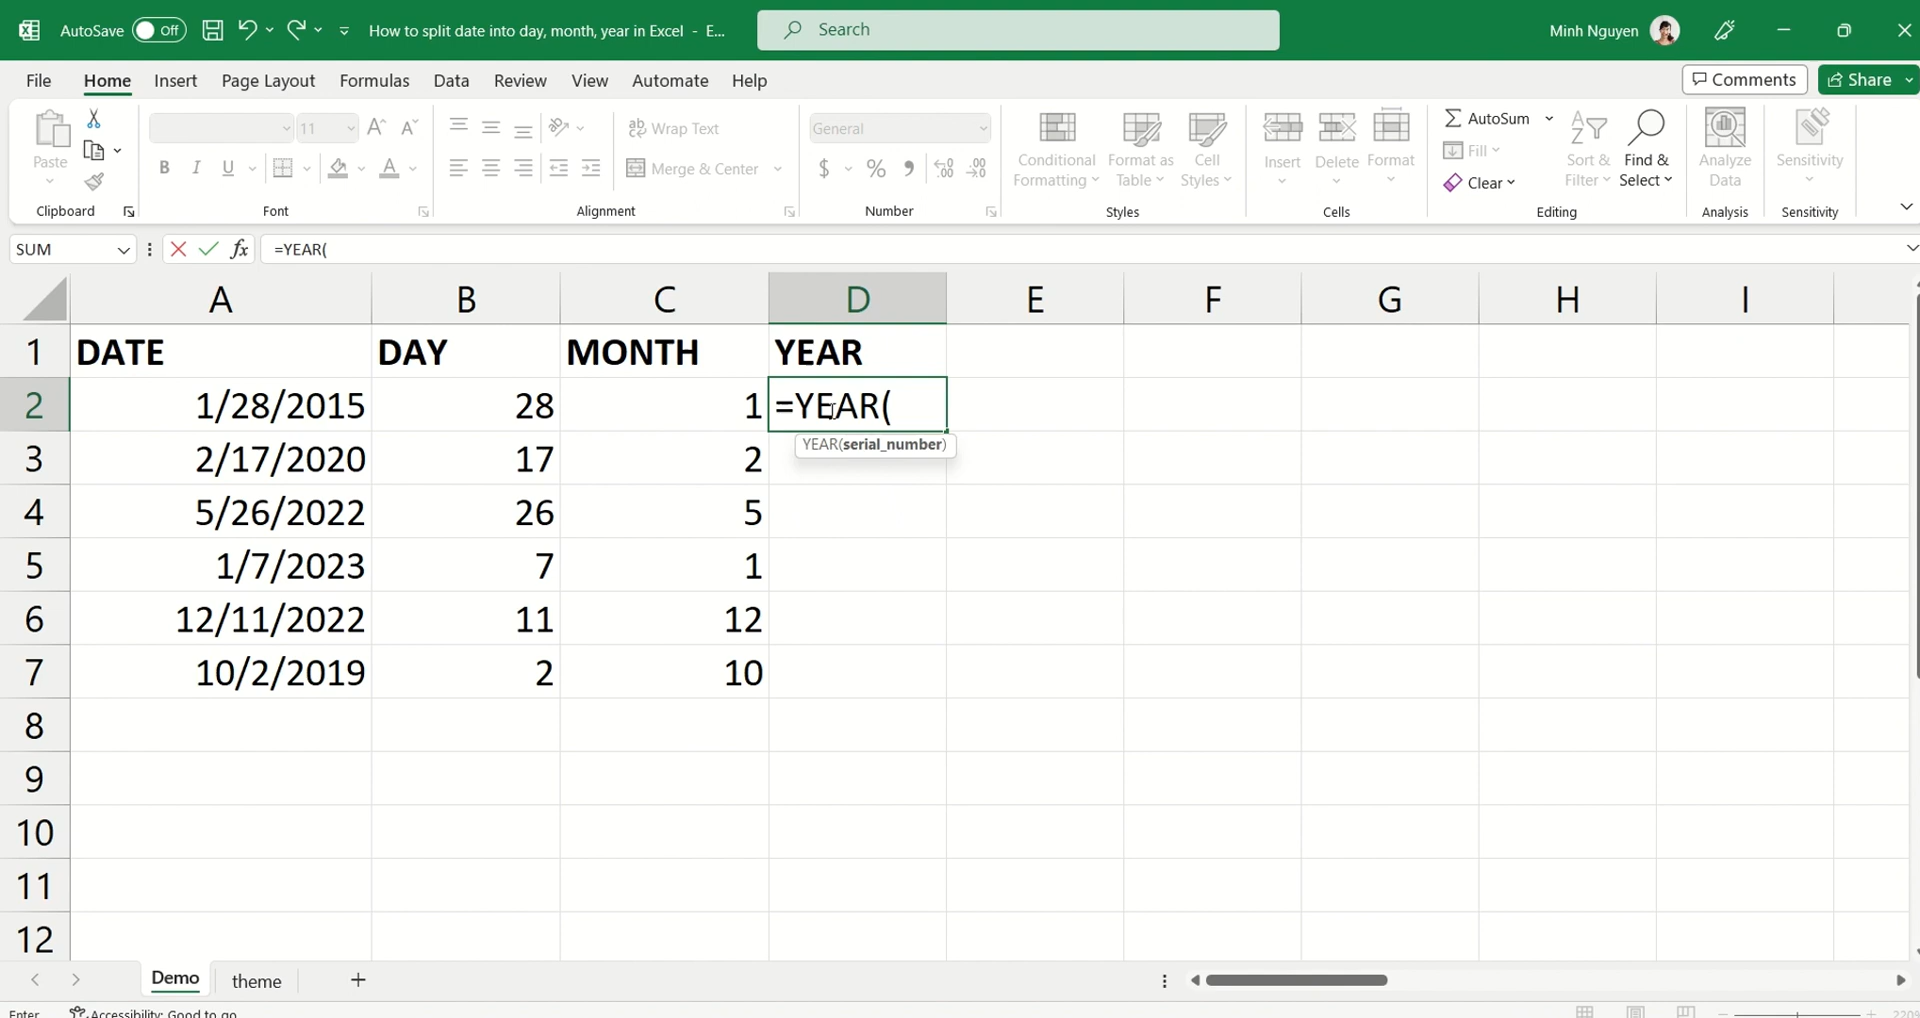 AutoSave Off How to split date into day, month, year in Excel - E... Search Minh Nguyen
File Home Insert Page Layout Formulas Data Review View Automate Help Comments Share
Paste 11 Wrap Text General Conditional Formatting Format as Table Cell Styles Insert Delete Format AutoSum Sort & Filter Find & Select Analyze Data Sensitivity
B I U Merge & Center $ % 9 Fill
Clear
Clipboard Font Alignment Number Styles Cells Editing Analysis Sensitivity
SUM fx =YEAR(
A B C D E F G H I
1 DATE DAY MONTH YEAR
2 1/28/2015 28 1 =YEAR(
YEAR(serial_number)
3 2/17/2020 17 2
4 5/26/2022 26 5
5 1/7/2023 7 1
6 12/11/2022 11 12
7 10/2/2019 2 10
8
9
10
11
12
Demo theme +
Enter Accessibility: Good to go